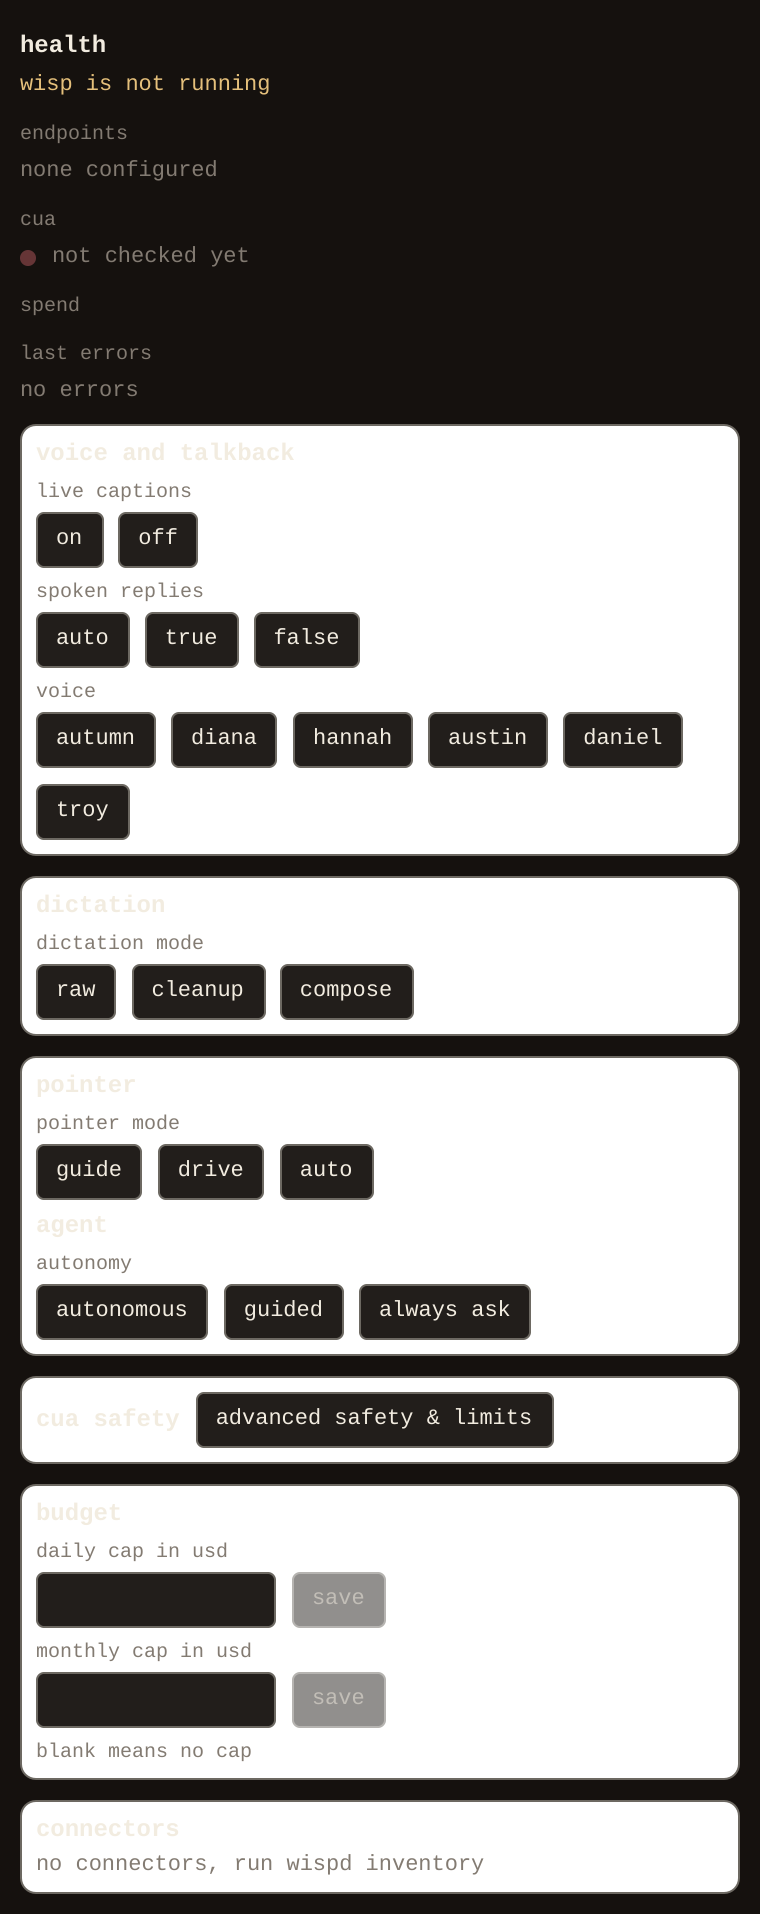 health
wisp is not running
endpoints
none configured
cua
not checked yet
spend
last errors
no errors
voice and talkback
live captions
on off
spoken replies
auto true false
voice
autumn diana hannah austin daniel
troy
dictation
dictation mode
raw cleanup compose
pointer
pointer mode
guide drive auto
agent
autonomy
autonomous guided always ask
cua safety advanced safety & limits
budget
daily cap in usd
save
monthly cap in usd
save
blank means no cap
connectors
no connectors, run wispd inventory